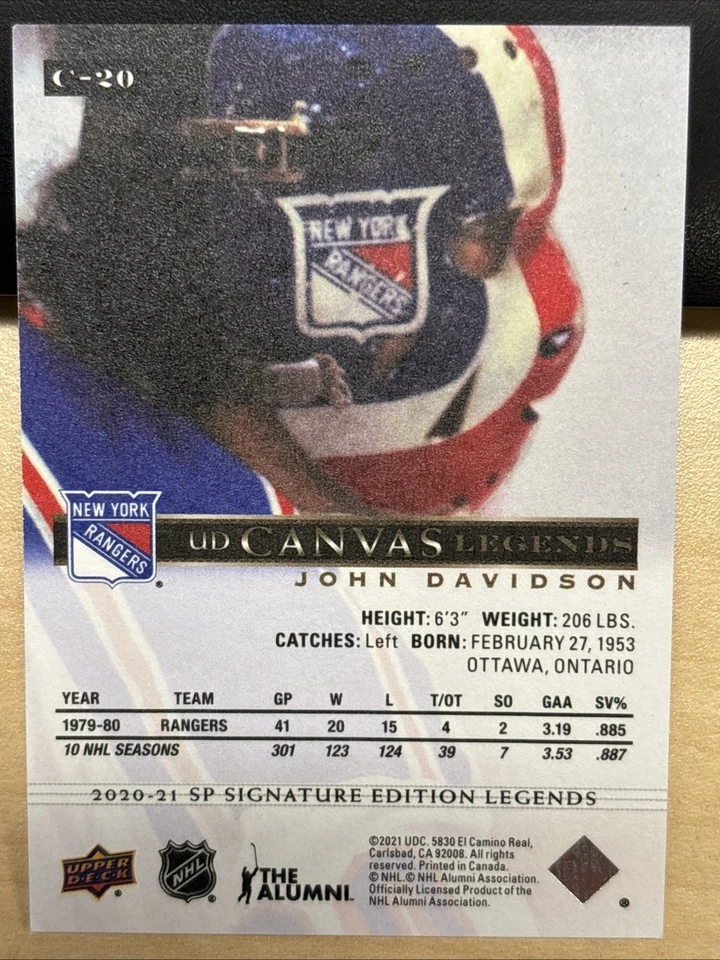 C-20
NEW YORK
RANGERS
NEW YORK
RANGERS
UD CANVAS LEGENDS
JOHN DAVIDSON
HEIGHT: 6'3" WEIGHT: 206 LBS.
CATCHES: Left BORN: FEBRUARY 27, 1953
OTTAWA, ONTARIO
YEAR TEAM GP W L T/OT SO GAA SV%
1979-80 RANGERS 41 20 15 4 2 3.19 .885
10 NHL SEASONS 301 123 124 39 7 3.53 .887
2020-21 SP SIGNATURE EDITION LEGENDS
UPPER
DECK
NHL
THE
ALUMNI
©2021 UDC. 5830 El Camino Real,
Carlsbad, CA 92008. All rights
reserved. Printed in Canada.
© NHL.© NHL Alumni Association.
Officially Licensed Product of the
NHL Alumni Association.